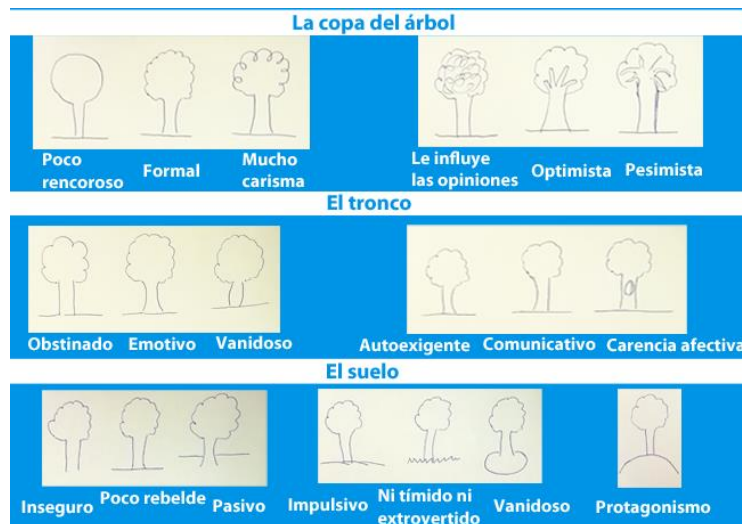 La copa del árbol
Poco
rencoroso
Formal
Mucho
carisma
Le influye
las opiniones
Optimista
Pesimista
El tronco
Obstinado
Emotivo
Vanidoso
Autoexigente
Comunicativo
Carencia afectiva
El suelo
Inseguro
Poco rebelde
Pasivo
Impulsivo
Ni tímido ni
extrovertido
Vanidoso
Protagonismo